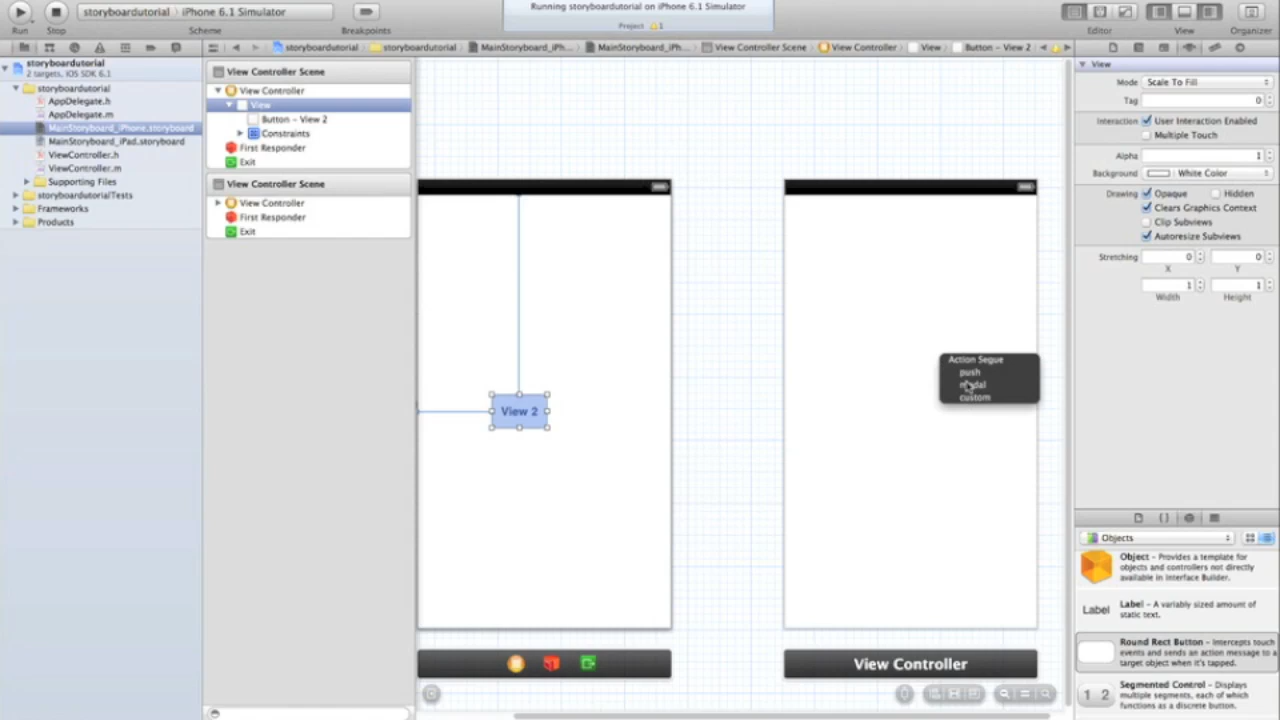 storyboardutorial iPhone 6.1 Simulator
Running storyboardutorial on iPhone 6.1 Simulator
Project 1
Run
Stop
Scheme
Breakpoints
Editor
View
Organizer
storyboardutorial
2 targets, iOS SDK 6.1
storyboardutorial
AppDelegate.h
AppDelegate.m
MainStoryboard_iPhone.storyboard
MainStoryboard_iPad.storyboard
ViewController.h
ViewController.m
Supporting Files
storyboardutorialTests
Frameworks
Products
storyboardutorial
storyboardutorial
MainStoryboard_iPh...
MainStoryboard_iPh...
View Controller Scene
View Controller
View
Button - View 2
View Controller Scene
View Controller
View
Button - View 2
Constraints
First Responder
Exit
View Controller Scene
View Controller
First Responder
Exit
View 2
Action Segue
push
modal
custom
View Controller
View
Mode Scale To Fill
Tag 0
Interaction User Interaction Enabled
Multiple Touch
Alpha 1
Background White Color
Drawing Opaque Hidden
Clears Graphics Context
Clip Subviews
Autoresize Subviews
Stretching 0 0
X Y
1 1
Width Height
Objects
Object - Provides a template for
objects and controllers not directly
available in Interface Builder.
Label
Label - A variably sized amount of
static text.
Round Rect Button - Intercepts touch
events and sends an action message to a
target object when it's tapped.
1 2
Segmented Control - Displays
multiple segments, each of which
functions as a discrete button.